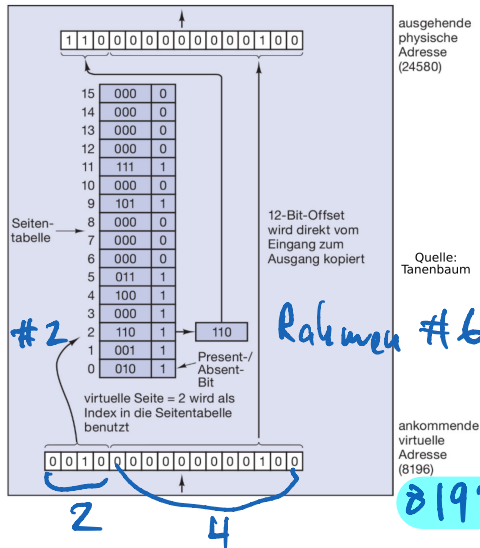 ausgehende
physische
Adresse
(24580)
1 1 0 0 0 0 0 0 0 0 0 0 1 0 0
15 000 0
14 000 0
13 000 0
12 000 0
11 111 1
10 000 0
9 101 1
8 000 0
7 000 0
6 000 0
5 011 1
4 100 1
3 000 1
2 110 1 110
1 001 1
0 010 1
Seiten-
tabelle
12-Bit-Offset
wird direkt vom
Eingang zum
Ausgang kopiert
Quelle:
Tanenbaum
#2
Rahmen #6
Present-/
Absent-
Bit
virtuelle Seite = 2 wird als
Index in die Seitentabelle
benutzt
0 0 1 0 0 0 0 0 0 0 0 0 0 1 0 0
ankommende
virtuelle
Adresse
(8196)
819
2
4